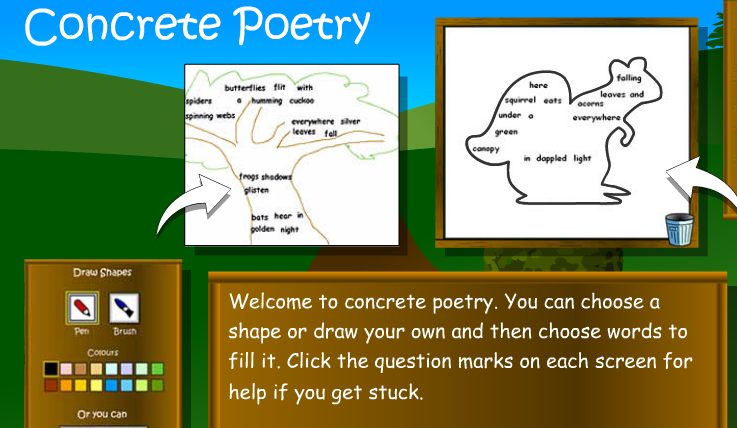 Concrete Poetry
butterflies flit with
spiders a humming cuckoo
spinning webs
everywhere silver
leaves fall
frogs shadows
glisten
bats hear in
golden night
here
falling
squirrel eats acorns leaves and
under a everywhere
green
canopy
in dappled light
Draw Shapes
Pen Brush
Colours
Or you can
Welcome to concrete poetry. You can choose a
shape or draw your own and then choose words to
fill it. Click the question marks on each screen for
help if you get stuck.